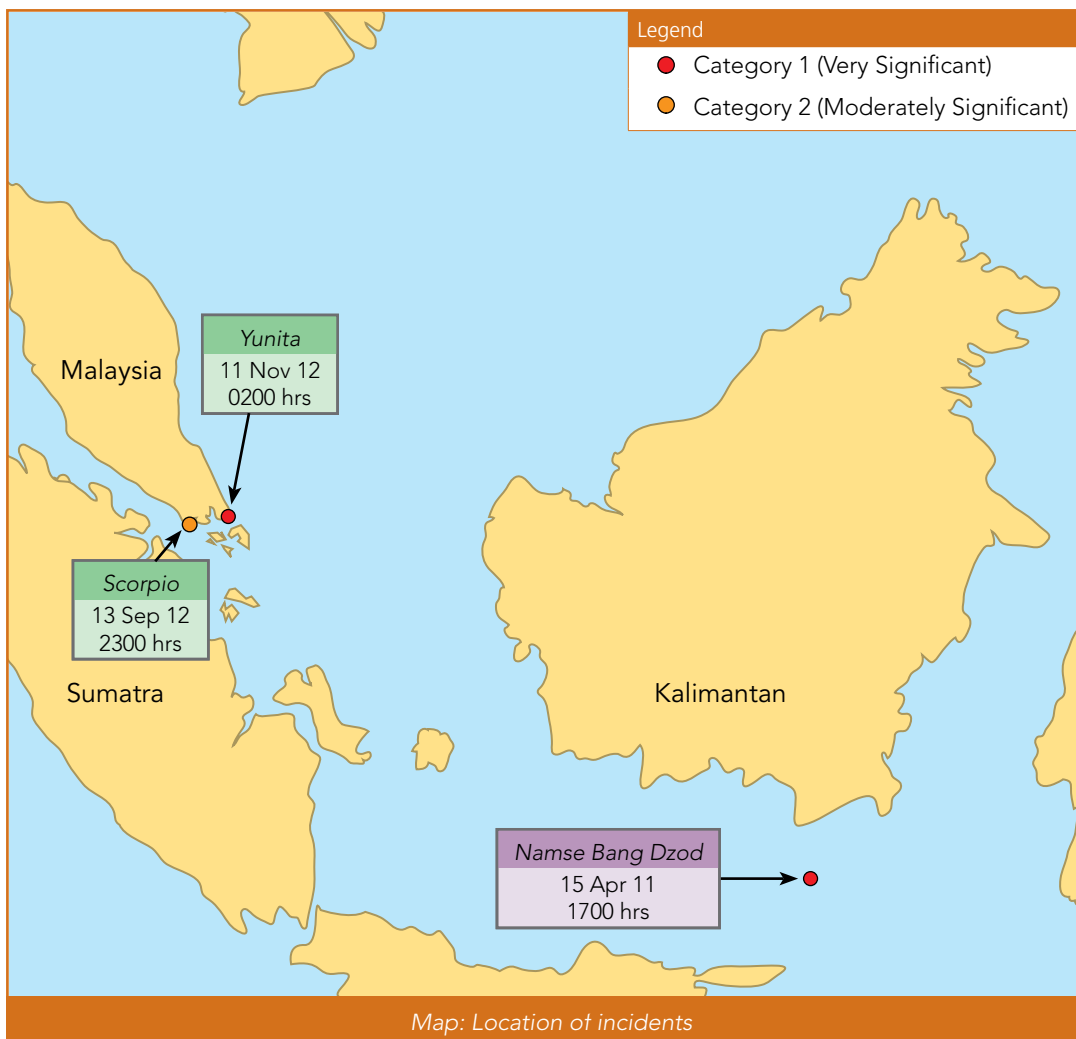 Legend
Category 1 (Very Significant)
Category 2 (Moderately Significant)
Yunita
11 Nov 12
0200 hrs
Malaysia
Scorpio
13 Sep 12
2300 hrs
Sumatra
Kalimantan
Namse Bang Dzod
15 Apr 11
1700 hrs
Map: Location of incidents